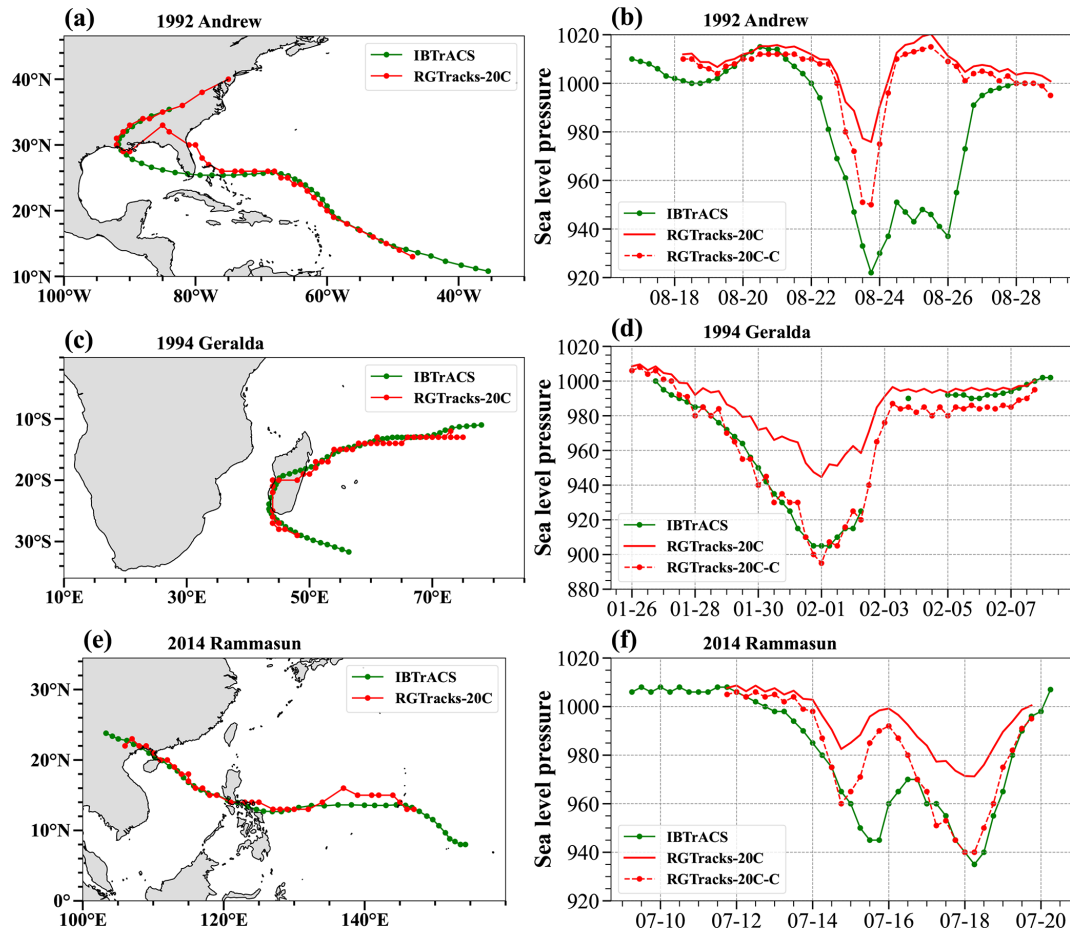 (a) 1992 Andrew
IBTrACS
RGTracks-20C
40°N
30°N
20°N
10°N
100°W 80°W 60°W 40°W
(b) 1992 Andrew
Sea level pressure
1020
1000
980
960
940
920
IBTrACS
RGTracks-20C
RGTracks-20C-C
08-18 08-20 08-22 08-24 08-26 08-28
(c) 1994 Geralda
IBTrACS
RGTracks-20C
10°S
20°S
30°S
10°E 30°E 50°E 70°E
(d) 1994 Geralda
Sea level pressure
1020
1000
980
960
940
920
900
880
IBTrACS
RGTracks-20C
RGTracks-20C-C
01-26 01-28 01-30 02-01 02-03 02-05 02-07
(e) 2014 Rammasun
IBTrACS
RGTracks-20C
30°N
20°N
10°N
0°
100°E 120°E 140°E
(f) 2014 Rammasun
Sea level pressure
1020
1000
980
960
940
920
IBTrACS
RGTracks-20C
RGTracks-20C-C
07-10 07-12 07-14 07-16 07-18 07-20